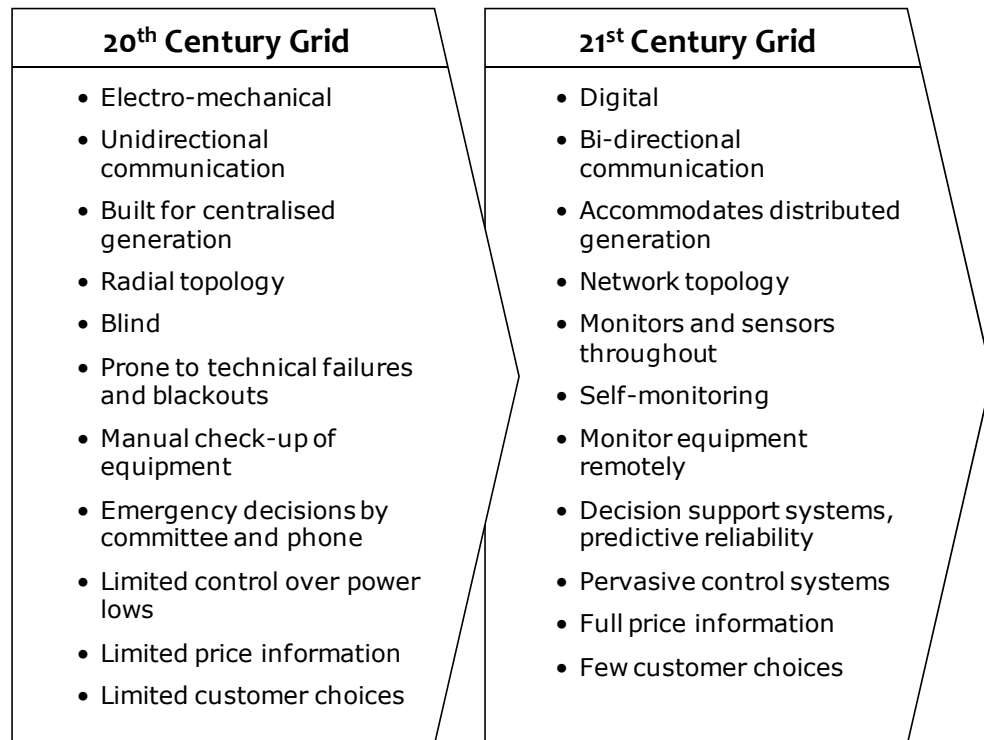 20th Century Grid
• Electro-mechanical
• Unidirectional
communication
• Built for centralised
generation
• Radial topology
• Blind
• Prone to technical failures
and blackouts
• Manual check-up of
equipment
• Emergency decisions by
committee and phone
• Limited control over power
lows
• Limited price information
• Limited customer choices
21st Century Grid
• Digital
• Bi-directional
communication
• Accommodates distributed
generation
• Network topology
• Monitors and sensors
throughout
• Self-monitoring
• Monitor equipment
remotely
• Decision support systems,
predictive reliability
• Pervasive control systems
• Full price information
• Few customer choices